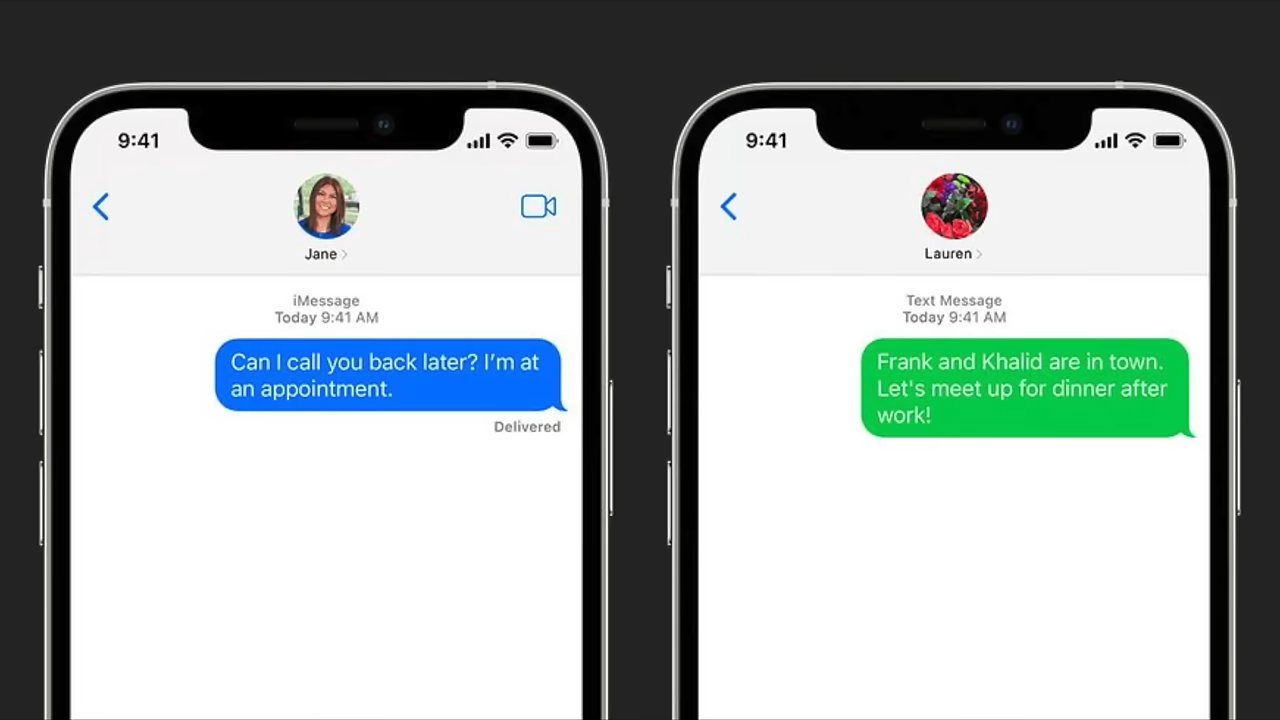 9:41
Jane
iMessage
Today 9:41 AM
Can I call you back later? I’m at
an appointment.
Delivered
9:41
Lauren
Text Message
Today 9:41 AM
Frank and Khalid are in town.
Let's meet up for dinner after
work!